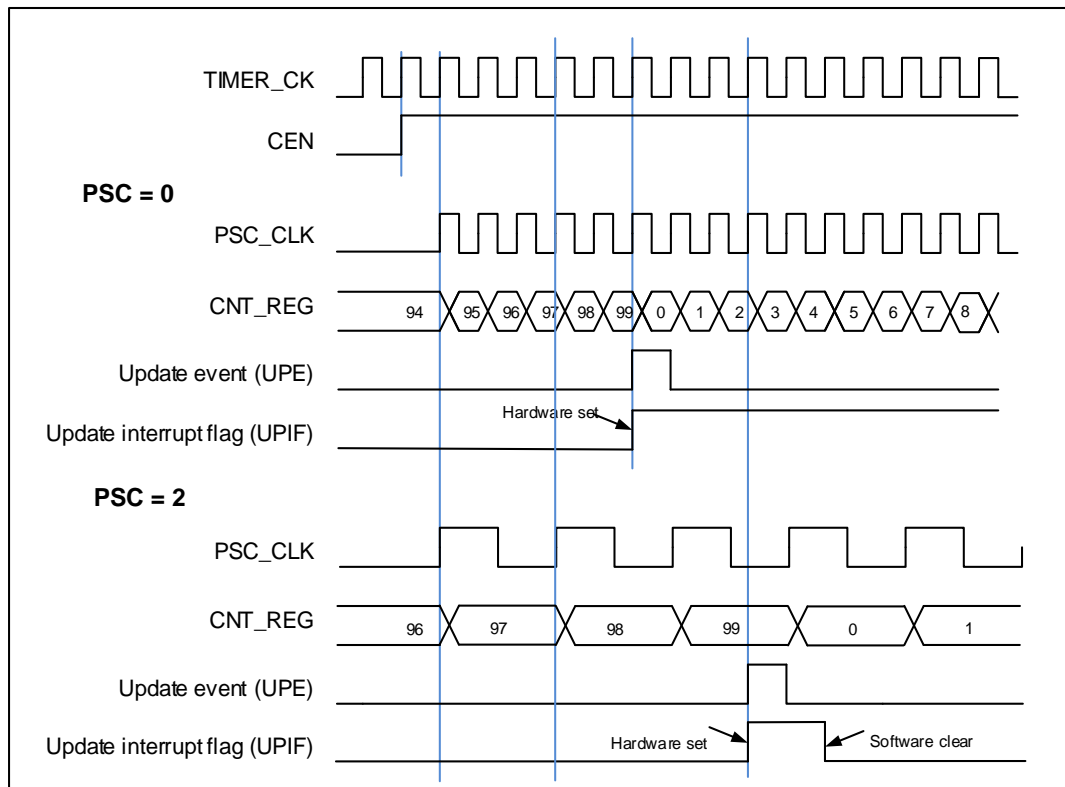 TIMER_CK
CEN
PSC = 0
PSC_CLK
CNT_REG 94 95 96 97 98 99 0 1 2 3 4 5 6 7 8
Update event (UPE)
Hardware set
Update interrupt flag (UPIF)
PSC = 2
PSC_CLK
CNT_REG 96 97 98 99 0 1
Update event (UPE)
Update interrupt flag (UPIF) Hardware set Software clear